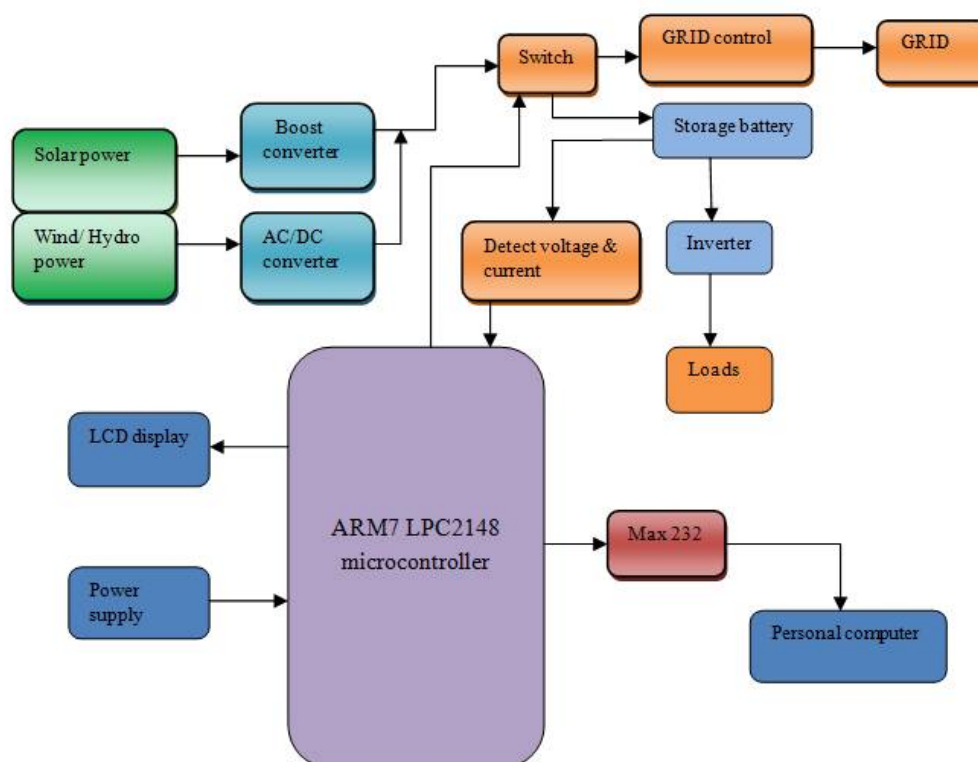 GRID control
GRID
Switch
Boost
converter
Storage battery
Solar power
Wind/ Hydro
power
AC/DC
converter
Detect voltage &
current
Inverter
Loads
LCD display
ARM7 LPC2148
microcontroller
Max 232
Power
supply
Personal computer